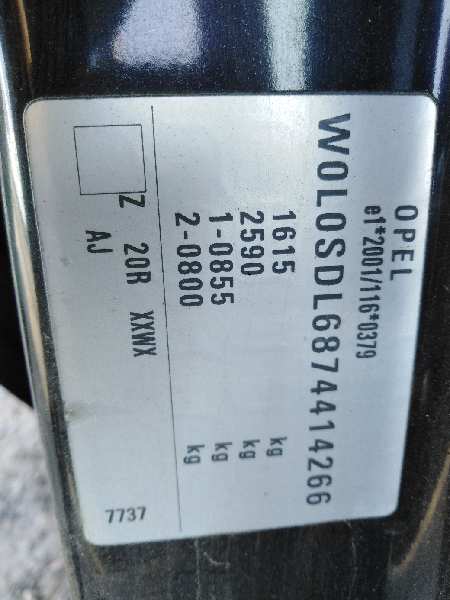 OPEL
e1*2001/116*0379
W0L0SDL6874414266
1615 kg
2590 kg
1-0855 kg
2-0800 kg
Z 20R XXWX
AJ
7737